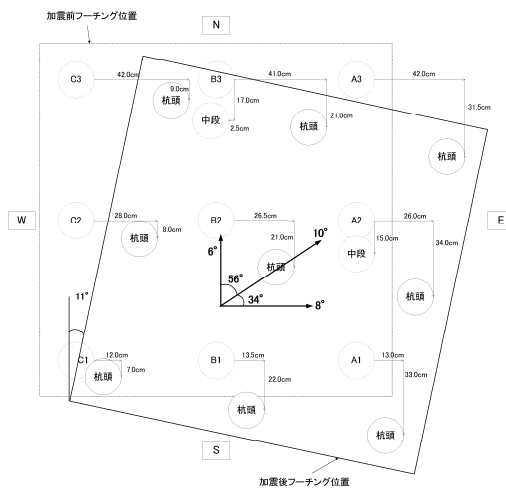 加震前フーチング位置
N
C3
42.0cm
9.0cm
杭頭
B3
41.0cm
17.0cm
中段
2.5cm
21.0cm
杭頭
A3
42.0cm
31.5cm
杭頭
W
E
C2
28.0cm
8.0cm
杭頭
B2
26.5cm
21.0cm
杭頭
A2
26.0cm
15.0cm
中段
34.0cm
杭頭
6°
10°
56°
34°
8°
11°
C1
12.0cm
7.0cm
杭頭
B1
13.5cm
22.0cm
杭頭
A1
13.0cm
33.0cm
杭頭
S
加震後フーチング位置